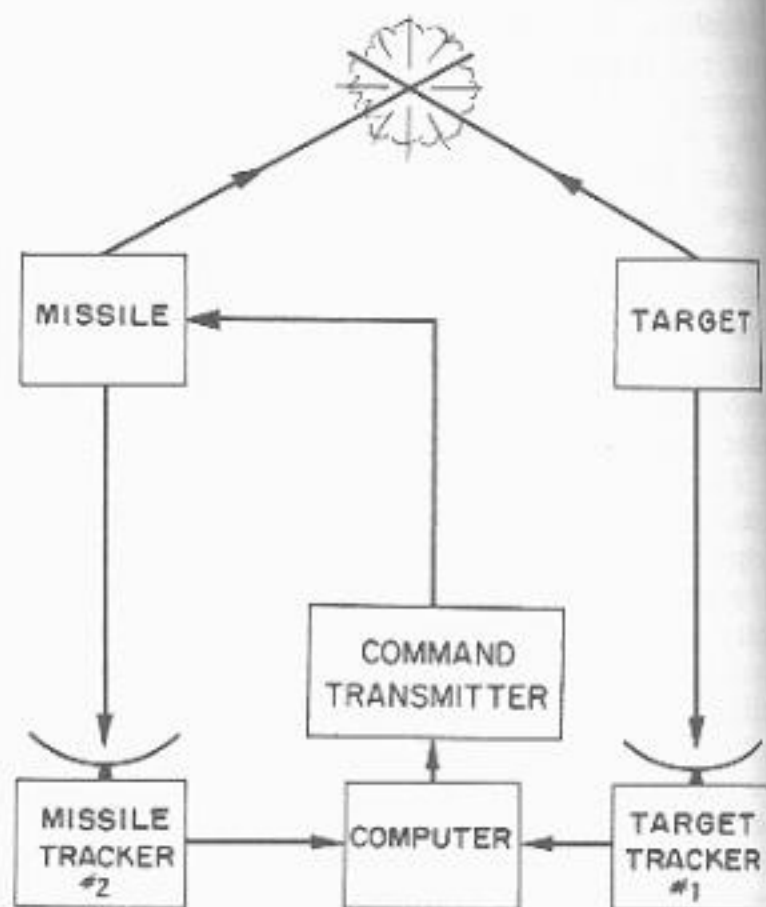 MISSILE
TARGET
COMMAND
TRANSMITTER
MISSILE
TRACKER
#2
COMPUTER
TARGET
TRACKER
#1